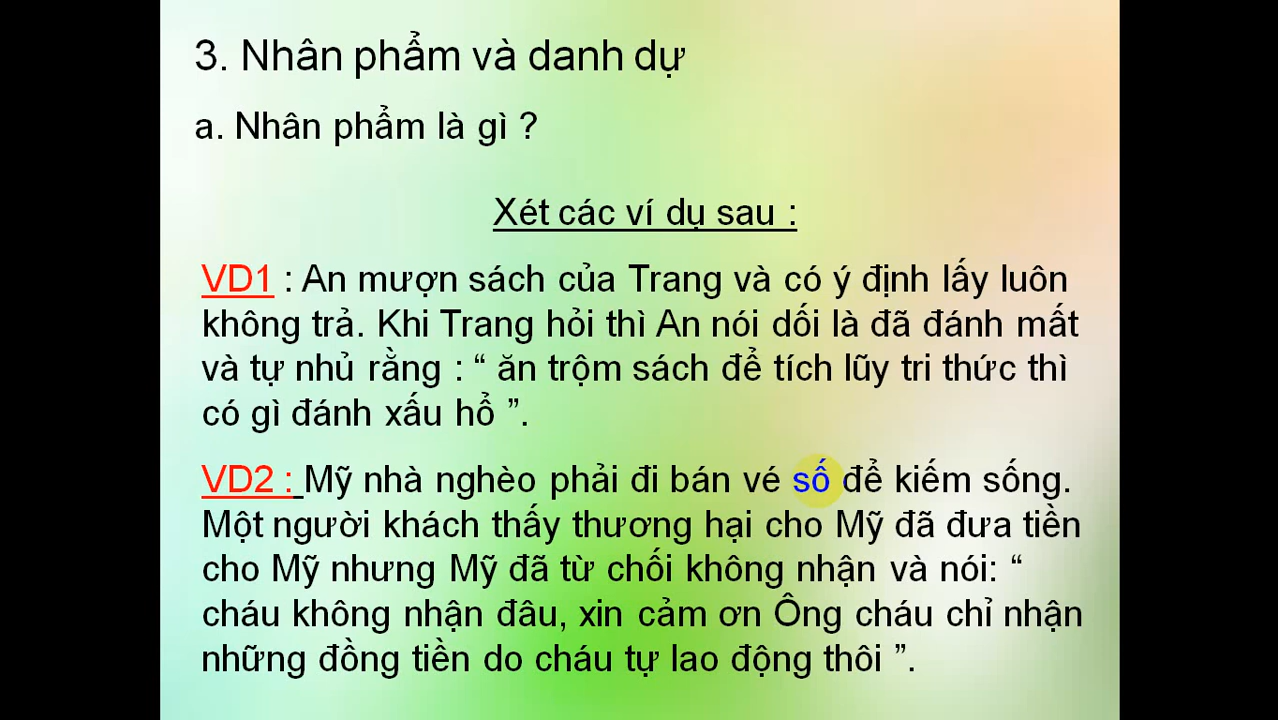 3. Nhân phẩm và danh dự
a. Nhân phẩm là gì ?
Xét các ví dụ sau :
VD1 : An mượn sách của Trang và có ý định lấy luôn
không trả. Khi Trang hỏi thì An nói dối là đã đánh mất
và tự nhủ rằng : “ ăn trộm sách để tích lũy tri thức thì
có gì đánh xấu hổ ”.
VD2 : Mỹ nhà nghèo phải đi bán vé số để kiếm sống.
Một người khách thấy thương hại cho Mỹ đã đưa tiền
cho Mỹ nhưng Mỹ đã từ chối không nhận và nói: “
cháu không nhận đâu, xin cảm ơn Ông cháu chỉ nhận
những đồng tiền do cháu tự lao động thôi ”.